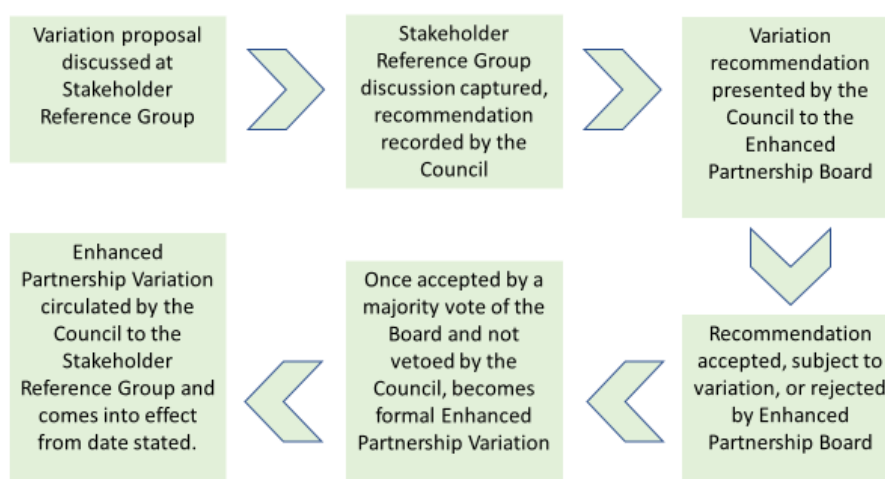 Variation proposal
discussed at
Stakeholder
Reference Group
Stakeholder
Reference Group
discussion captured,
recommendation
recorded by the
Council
Variation
recommendation
presented by the
Council to the
Enhanced
Partnership Board
Recommendation
accepted, subject to
variation, or rejected
by Enhanced
Partnership Board
Once accepted by a
majority vote of the
Board and not
vetoed by the
Council, becomes
formal Enhanced
Partnership Variation
Enhanced
Partnership Variation
circulated by the
Council to the
Stakeholder
Reference Group and
comes into effect
from date stated.